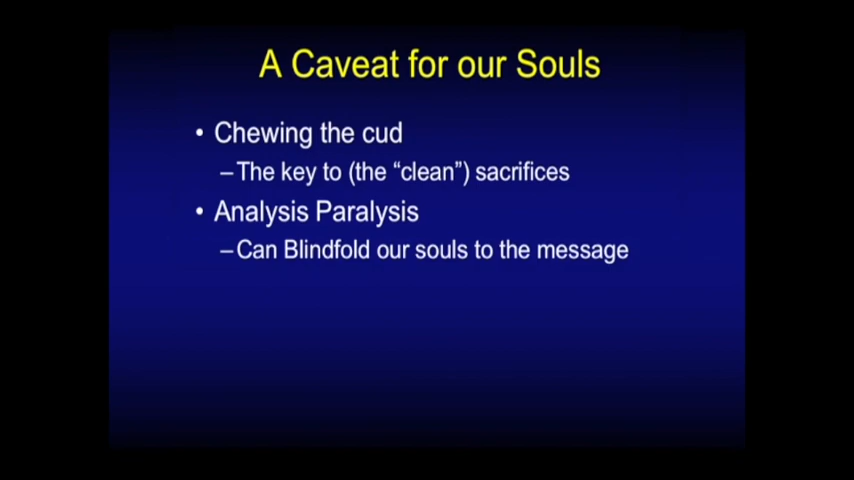 A Caveat for our Souls
• Chewing the cud
–The key to (the “clean”) sacrifices
• Analysis Paralysis
–Can Blindfold our souls to the message